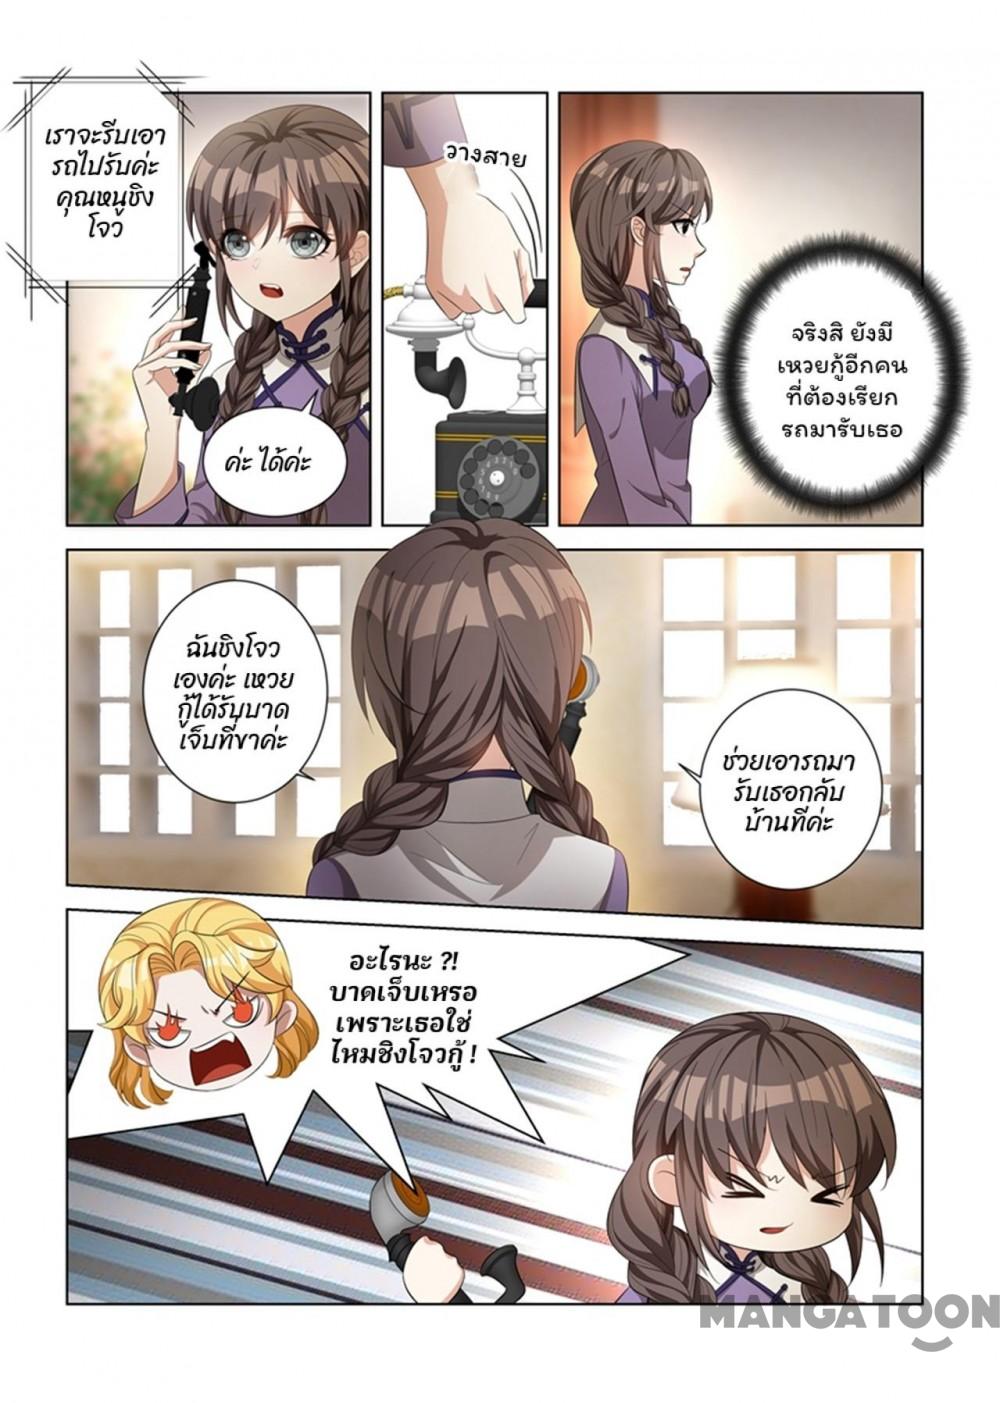 เราจะรีบเอา
รถไปรับค่ะ
คุณหนูชิง
โจว
ค่ะ ได้ค่ะ
วางสาย
จริงสิ ยังมี
เหวยกู้อีกคน
ที่ต้องเรียก
รถมารับเธอ
ฉันชิงโจว
เองค่ะ เหวย
กู้ได้รับบาด
เจ็บที่ขาค่ะ
ช่วยเอารถมา
รับเธอกลับ
บ้านทีค่ะ
อะไรนะ ?!
บาดเจ็บเหรอ
เพราะเธอใช่
ไหมชิงโจวกู้ !
MANGATOON